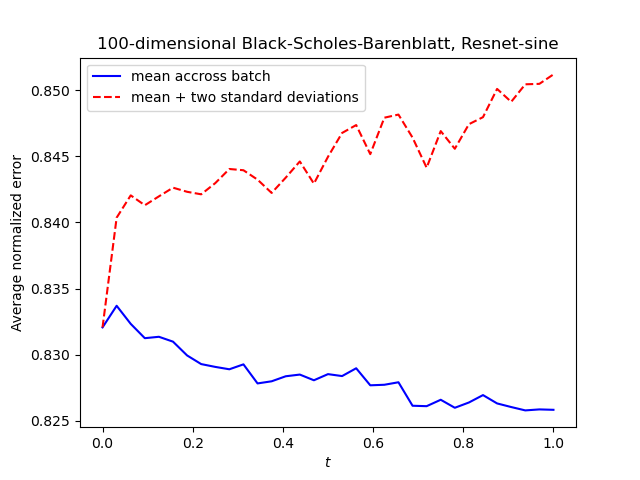 100-dimensional Black-Scholes-Barenblatt, Resnet-sine
mean accross batch
mean + two standard deviations
Average normalized error
0.850
0.845
0.840
0.835
0.830
0.825
0.0 0.2 0.4 0.6 0.8 1.0
t